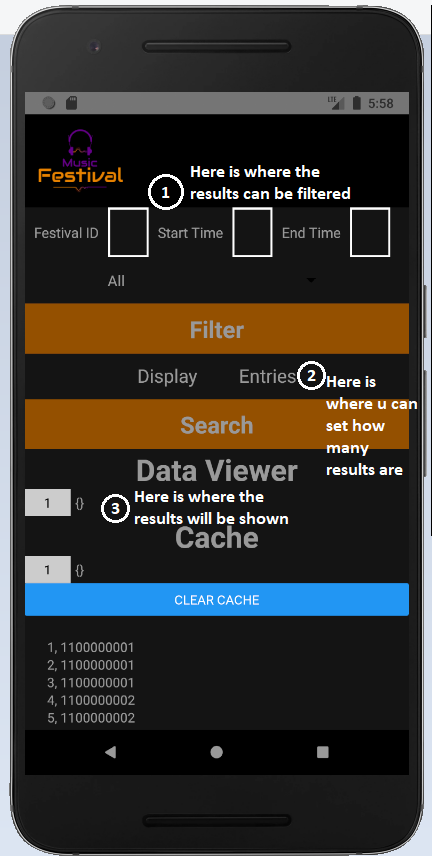 LTE 5:58
Music
Festival
1 Here is where the
results can be filtered
Festival ID Start Time End Time
All
Filter
Display Entries 2 Here is
where u can
set how
many
results are
Search
Data Viewer
1 {} 3 Here is where the
results will be shown
Cache
1 {}
CLEAR CACHE
1, 1100000001
2, 1100000001
3, 1100000001
4, 1100000002
5, 1100000002